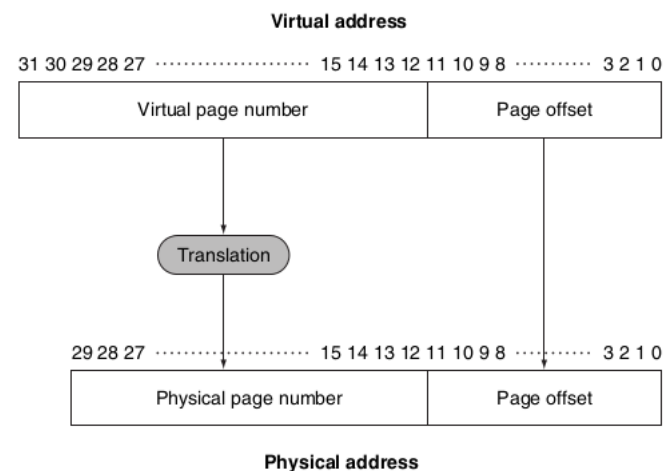 Virtual address
31 30 29 28 27 ······················ 15 14 13 12 11 10 9 8 ··········· 3 2 1 0
Virtual page number Page offset
Translation
29 28 27 ······················ 15 14 13 12 11 10 9 8 ··········· 3 2 1 0
Physical page number Page offset
Physical address